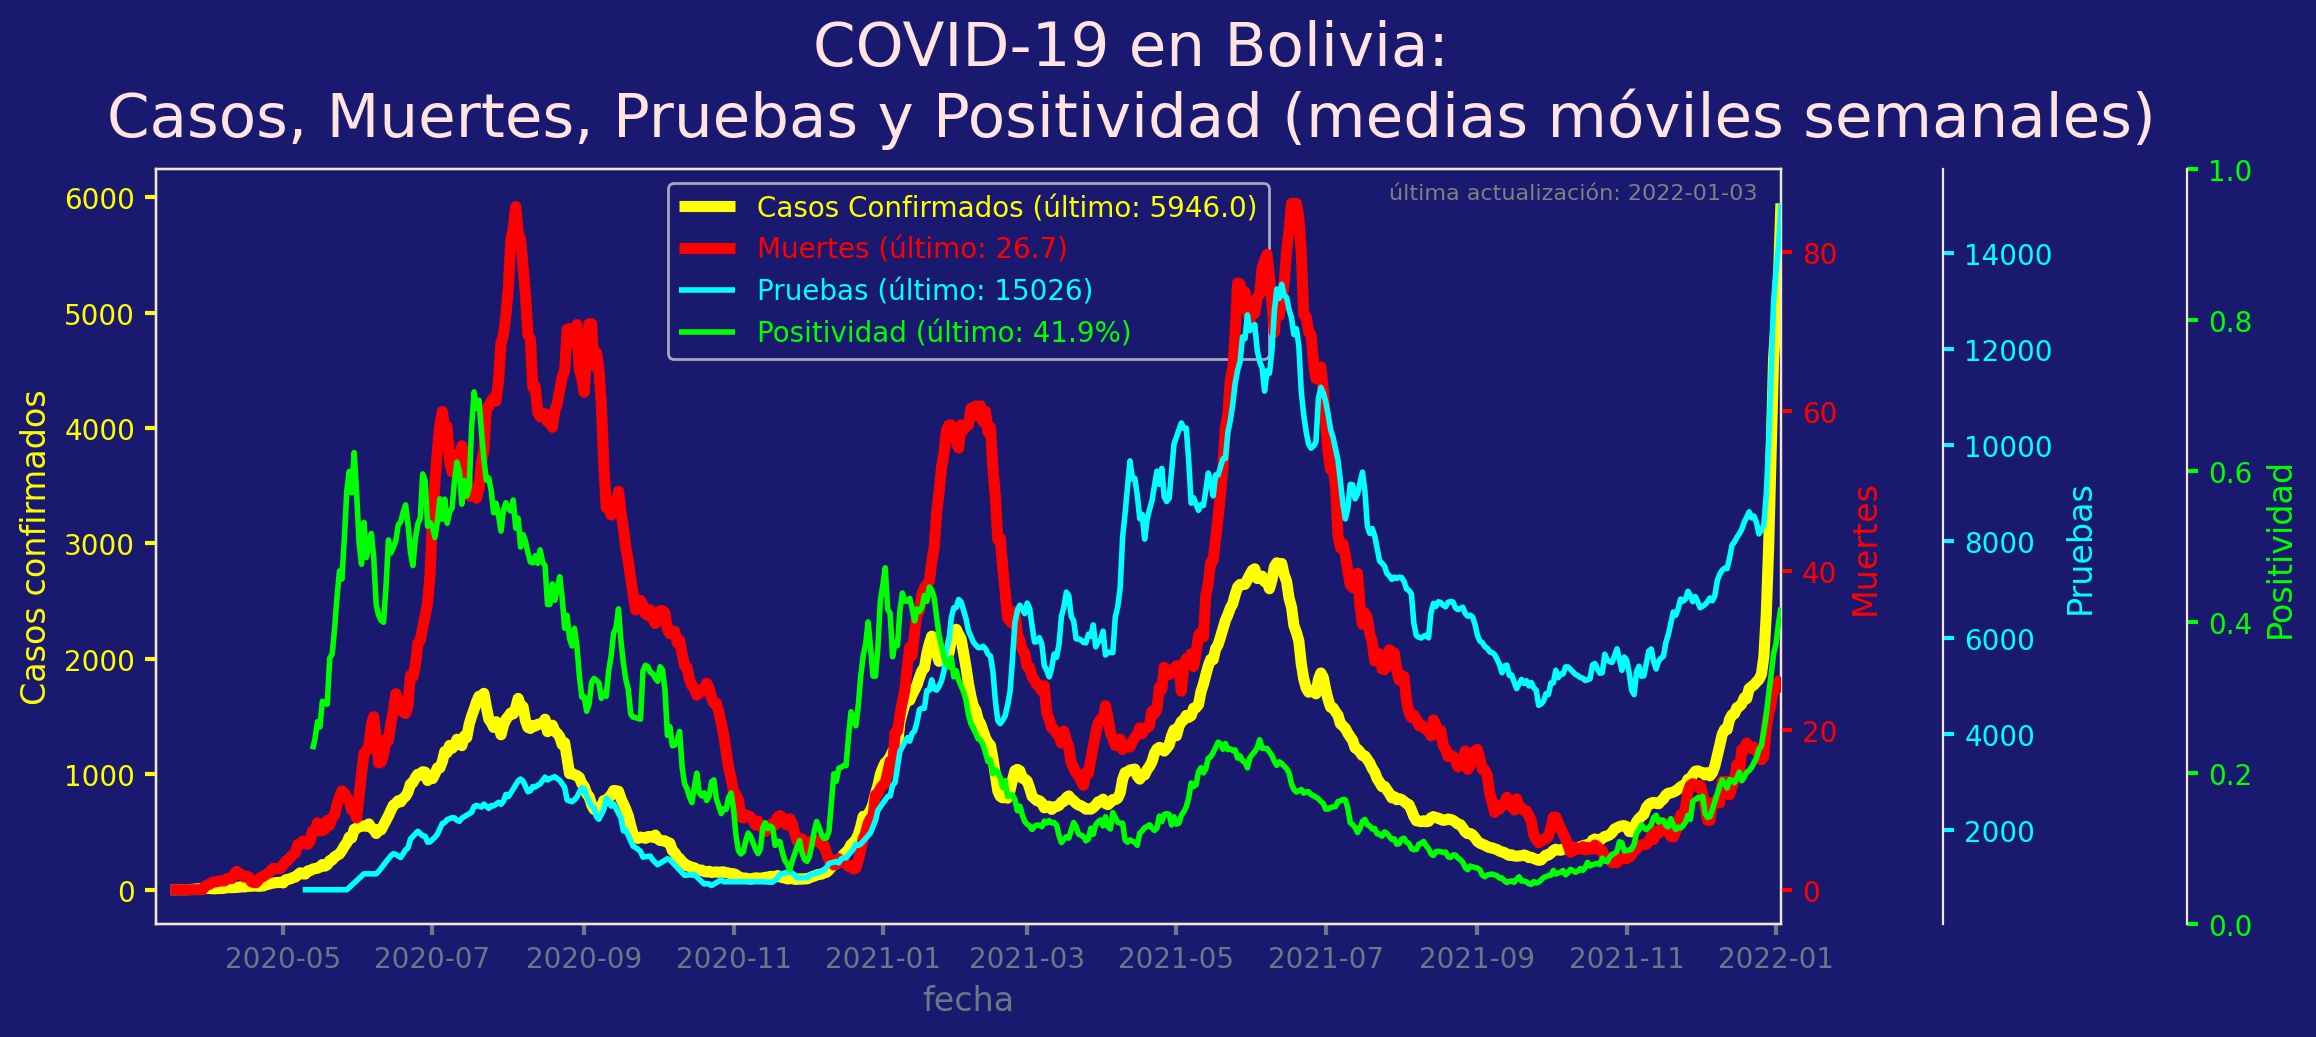 COVID-19 en Bolivia:
Casos, Muertes, Pruebas y Positividad (medias móviles semanales)
última actualización: 2022-01-03
Casos Confirmados (último: 5946.0)
Muertes (último: 26.7)
Pruebas (último: 15026)
Positividad (último: 41.9%)
Casos confirmados
6000
5000
4000
3000
2000
1000
0
80
60
40
20
0
Muertes
14000
12000
10000
8000
6000
4000
2000
Pruebas
1.0
0.8
0.6
0.4
0.2
0.0
Positividad
2020-05 2020-07 2020-09 2020-11 2021-01 2021-03 2021-05 2021-07 2021-09 2021-11 2022-01
fecha